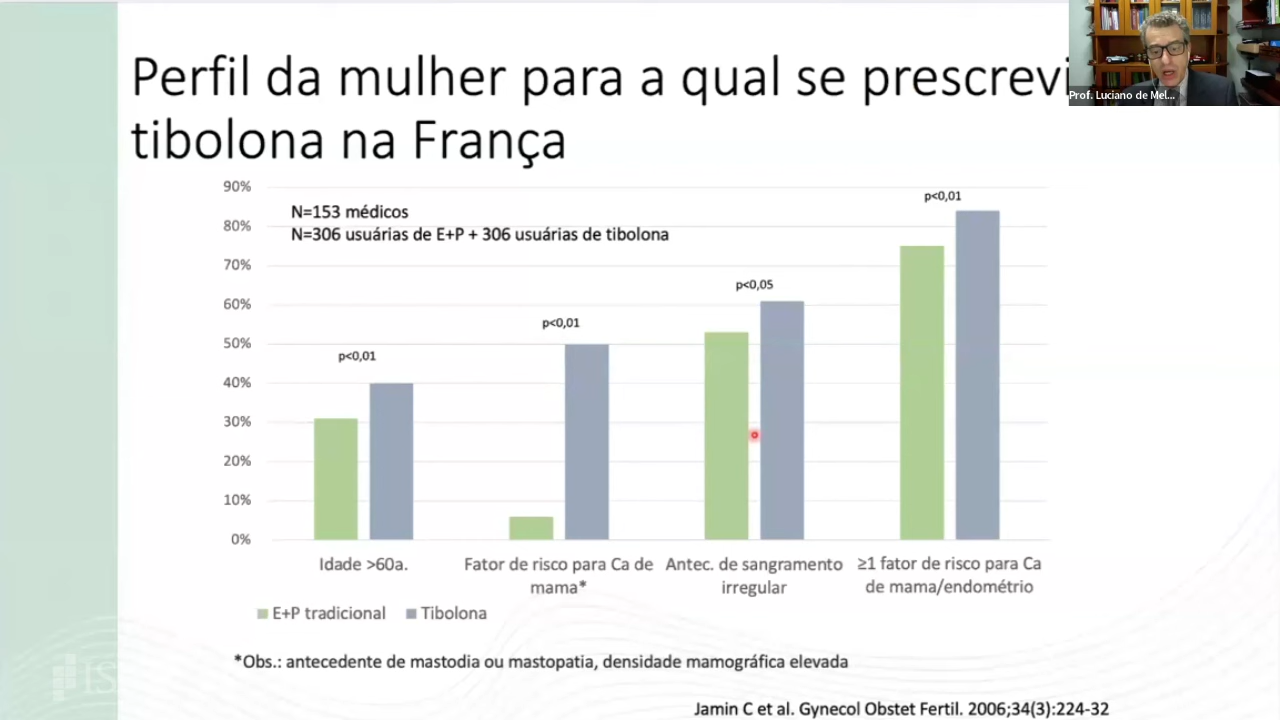 Perfil da mulher para a qual se prescrevi
tibolona na França
Prof. Luciano de Mel...
90%
80%
70%
60%
50%
40%
30%
20%
10%
0%
N=153 médicos
N=306 usuárias de E+P + 306 usuárias de tibolona
p<0,01
p<0,01
p<0,05
p<0,01
Idade >60a.
Fator de risco para Ca de
mama*
Antec. de sangramento
irregular
≥1 fator de risco para Ca
de mama/endométrio
E+P tradicional
Tibolona
*Obs.: antecedente de mastodia ou mastopatia, densidade mamográfica elevada
IS
Jamin C et al. Gynecol Obstet Fertil. 2006;34(3):224-32